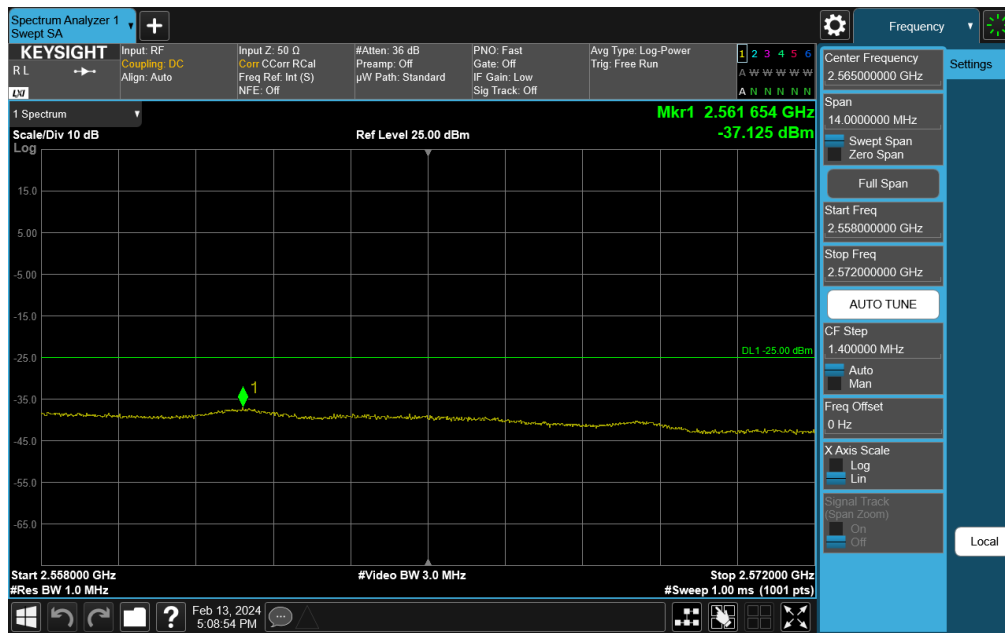 Spectrum Analyzer 1
Swept SA
+
Frequency
KEYSIGHT
R L
LXI
Input: RF
Coupling: DC
Align: Auto
Input Z: 50 Ω
Corr CCorr RCal
Freq Ref: Int (S)
NFE: Off
#Atten: 36 dB
Preamp: Off
µW Path: Standard
PNO: Fast
Gate: Off
IF Gain: Low
Sig Track: Off
Avg Type: Log-Power
Trig: Free Run
1 2 3 4 5 6
A W W W W W
A N N N N N
Center Frequency
2.565000000 GHz
Settings
Span
14.0000000 MHz
Swept Span
Zero Span
Full Span
Start Freq
2.558000000 GHz
Stop Freq
2.572000000 GHz
AUTO TUNE
CF Step
1.400000 MHz
Auto
Man
Freq Offset
0 Hz
X Axis Scale
Log
Lin
Signal Track
(Span Zoom)
On
Off
Local
1 Spectrum
Scale/Div 10 dB
Log
Ref Level 25.00 dBm
Mkr1 2.561 654 GHz
-37.125 dBm
15.0
5.00
-5.00
-15.0
-25.0
DL1 -25.00 dBm
-35.0
1
-45.0
-55.0
-65.0
Start 2.558000 GHz
#Video BW 3.0 MHz
Stop 2.572000 GHz
#Res BW 1.0 MHz
#Sweep 1.00 ms (1001 pts)
?
Feb 13, 2024
5:08:54 PM